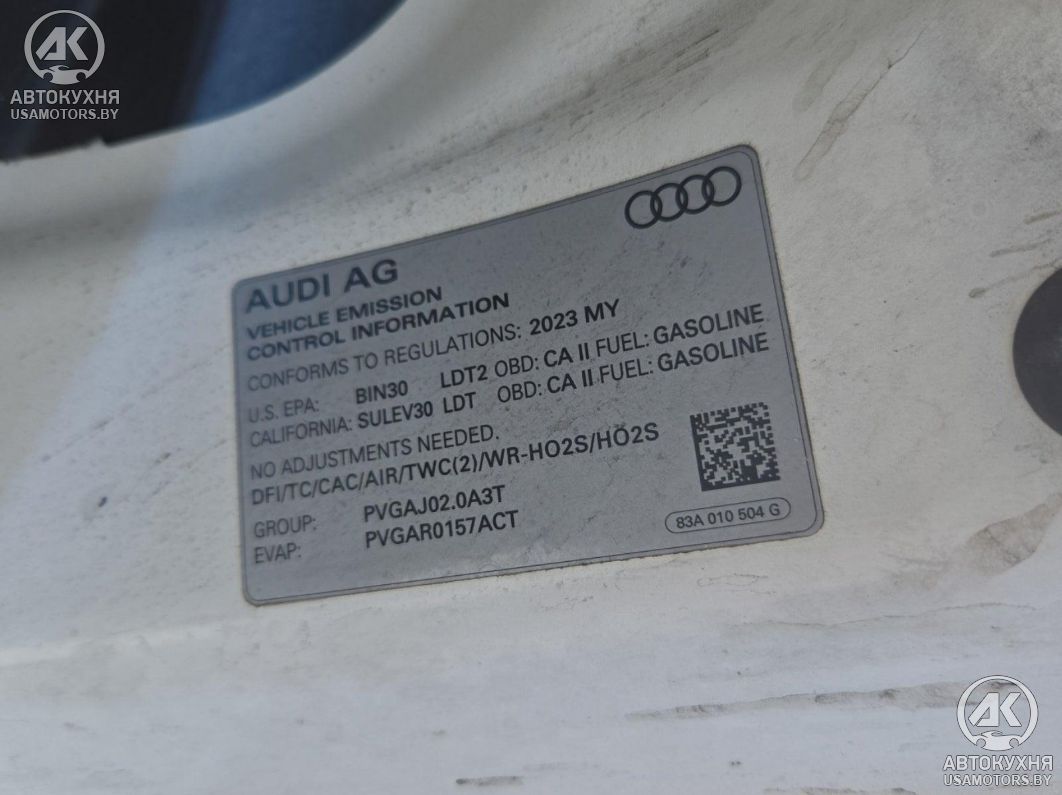 AK
АВТОКУХНЯ
USAMOTORS.BY
AUDI AG
VEHICLE EMISSION
CONTROL INFORMATION
CONFORMS TO REGULATIONS: 2023 MY
U.S. EPA: BIN30 LDT2 OBD: CA II FUEL: GASOLINE
CALIFORNIA: SULEV30 LDT OBD: CA II FUEL: GASOLINE
NO ADJUSTMENTS NEEDED.
DFI/TC/CAC/AIR/TWC(2)/WR-HO2S/HO2S
GROUP: PVGAJ02.0A3T
EVAP: PVGAR0157ACT
83A 010 504 G
AK
АВТОКУХНЯ
USAMOTORS.BY